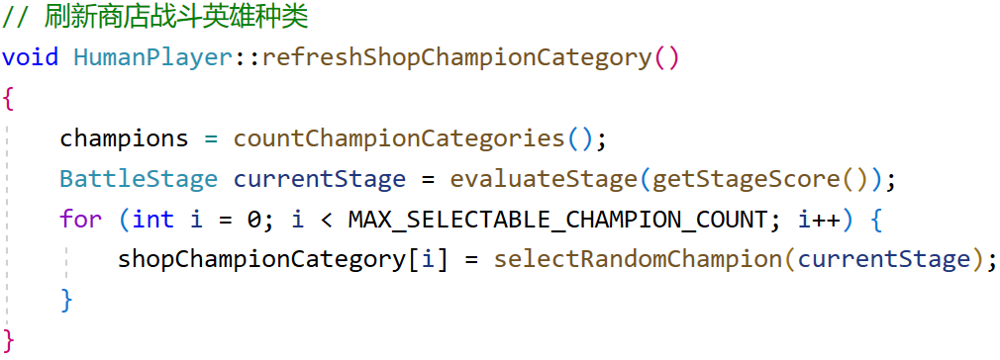 // 刷新商店战斗英雄种类
void HumanPlayer::refreshShopChampionCategory()
{
    champions = countChampionCategories();
    BattleStage currentStage = evaluateStage(getStageScore());
    for (int i = 0; i < MAX_SELECTABLE_CHAMPION_COUNT; i++) {
        shopChampionCategory[i] = selectRandomChampion(currentStage);
    }
}